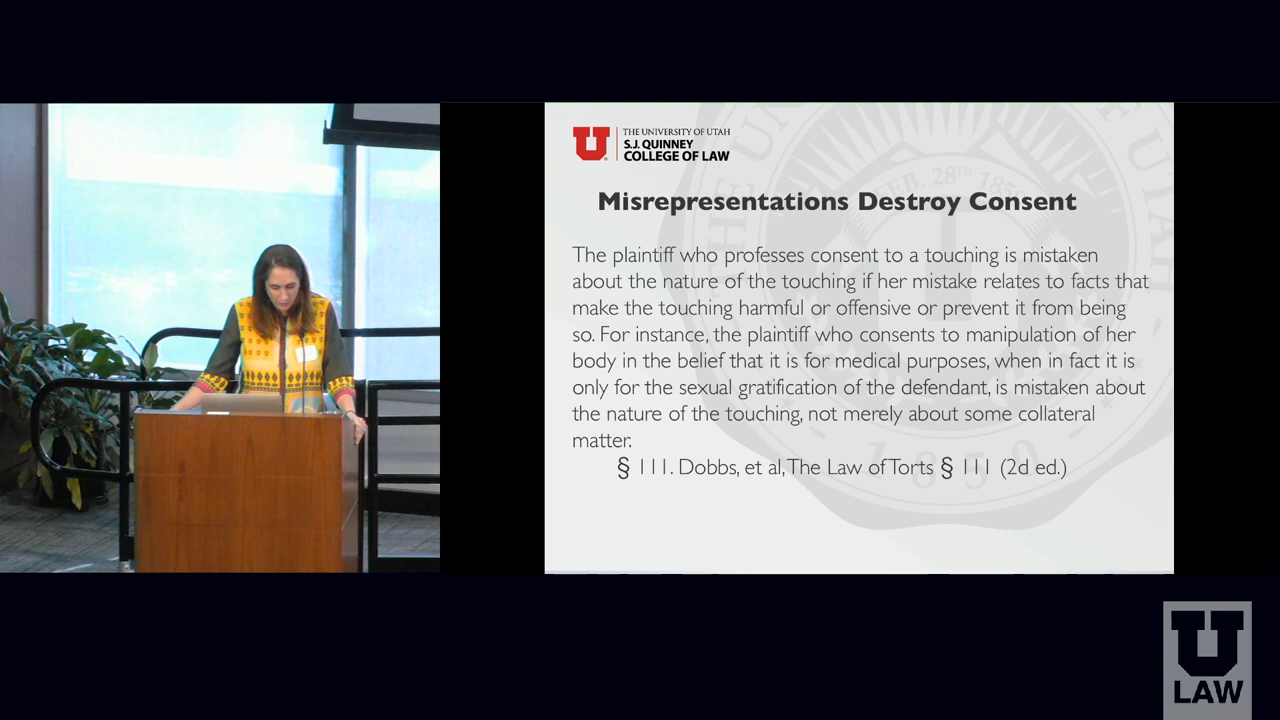 THE UNIVERSITY OF UTAH
S.J. QUINNEY
COLLEGE OF LAW
Misrepresentations Destroy Consent
The plaintiff who professes consent to a touching is mistaken
about the nature of the touching if her mistake relates to facts that
make the touching harmful or offensive or prevent it from being
so. For instance, the plaintiff who consents to manipulation of her
body in the belief that it is for medical purposes, when in fact it is
only for the sexual gratification of the defendant, is mistaken about
the nature of the touching, not merely about some collateral
matter.
§ 111. Dobbs, et al, The Law of Torts § 111 (2d ed.)
U
LAW